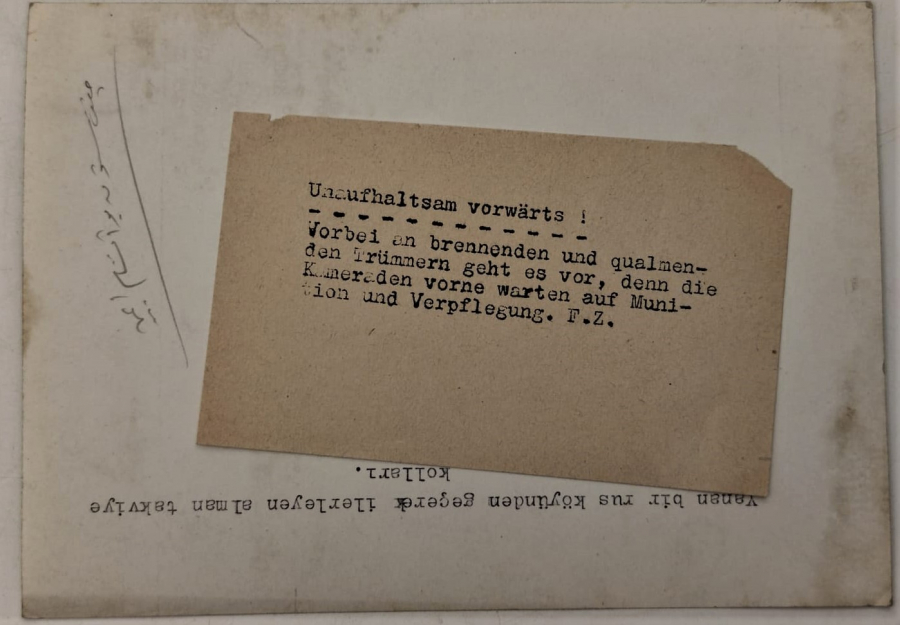 Unaufhaltsam vorwärts !
Vorbei an brennenden und qualmen-
den Trümmern geht es vor, denn die
Kameraden vorne warten auf Muni-
tion und Verpflegung. F.Z.
Yanan bir rus köyünden geçerek ilerleyen alman takviye
kolları.